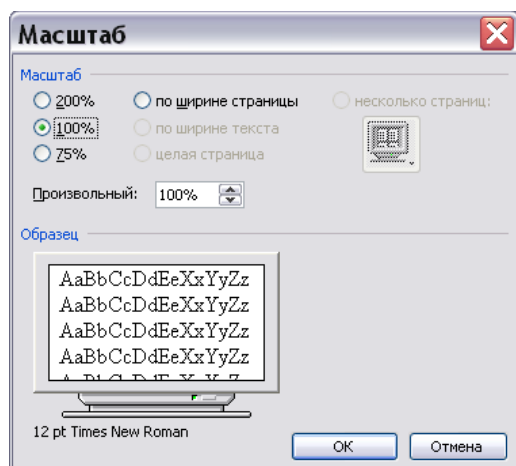 Масштаб
Масштаб
200% по ширине страницы несколько страниц:
100% по ширине текста
75% целая страница
Произвольный: 100%
Образец
AaBbCcDdEeXxYyZz
AaBbCcDdEeXxYyZz
AaBbCcDdEeXxYyZz
AaBbCcDdEeXxYyZz
12 pt Times New Roman
ОК Отмена